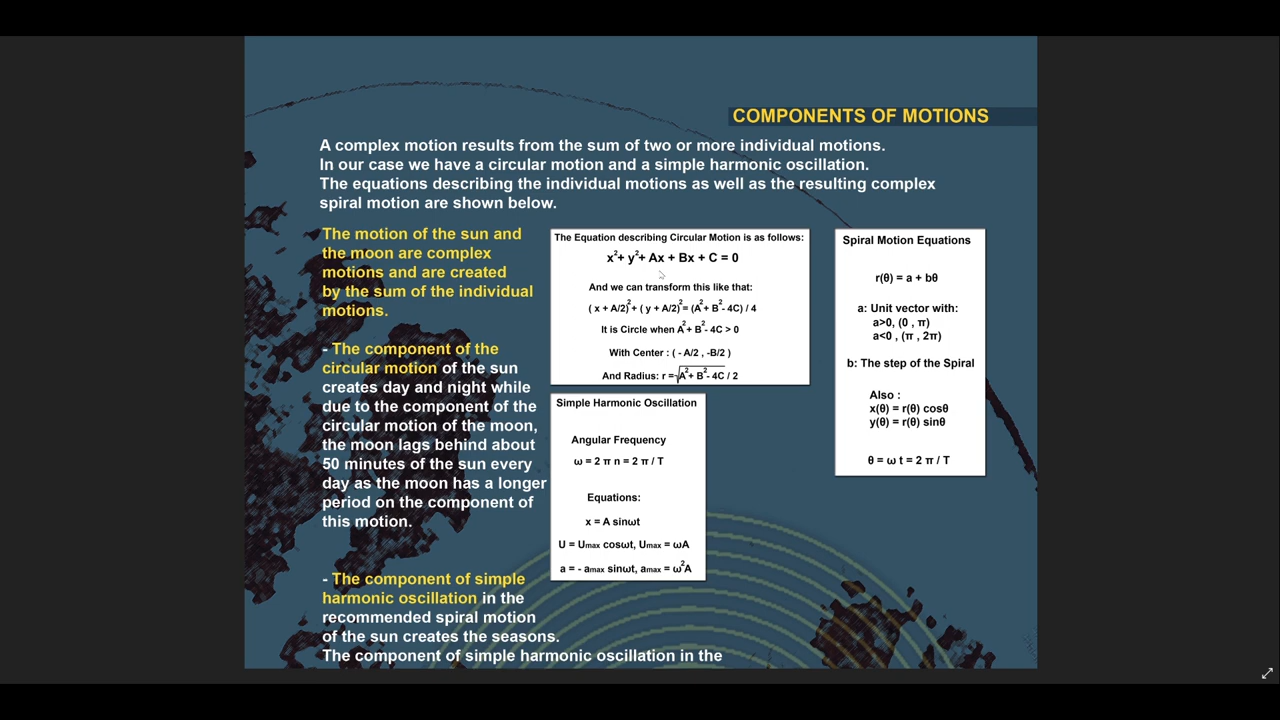 COMPONENTS OF MOTIONS
A complex motion results from the sum of two or more individual motions.
In our case we have a circular motion and a simple harmonic oscillation.
The equations describing the individual motions as well as the resulting complex
spiral motion are shown below.
The motion of the sun and
the moon are complex
motions and are created
by the sum of the individual
motions.
- The component of the
circular motion of the sun
creates day and night while
due to the component of the
circular motion of the moon,
the moon lags behind about
50 minutes of the sun every
day as the moon has a longer
period on the component of
this motion.
- The component of simple
harmonic oscillation in the
recommended spiral motion
of the sun creates the seasons.
The component of simple harmonic oscillation in the
The Equation describing Circular Motion is as follows:
x²+ y²+ Ax + Bx + C = 0
And we can transform this like that:
( x + A/2)²+ ( y + A/2)²= (A²+ B²- 4C) / 4
It is Circle when A²+ B²- 4C > 0
With Center : ( - A/2 , -B/2 )
And Radius: r =√A²+ B²- 4C / 2
Simple Harmonic Oscillation
Angular Frequency
ω = 2 π n = 2 π / T
Equations:
x = A sinωt
U = Umax cosωt, Umax = ωA
a = - amax sinωt, amax = ω²A
Spiral Motion Equations
r(θ) = a + bθ
a: Unit vector with:
a>0, (0 , π)
a<0 , (π , 2π)
b: The step of the Spiral
Also :
x(θ) = r(θ) cosθ
y(θ) = r(θ) sinθ
θ = ω t = 2 π / T